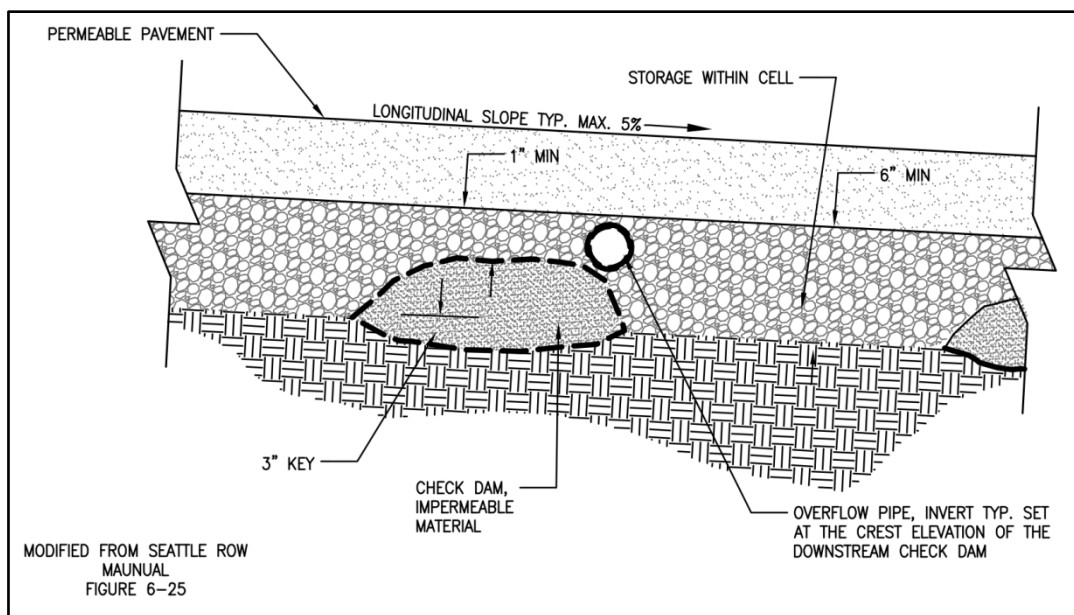 PERMEABLE PAVEMENT
STORAGE WITHIN CELL
LONGITUDINAL SLOPE TYP. MAX. 5%
1" MIN
6" MIN
3" KEY
CHECK DAM,
IMPERMEABLE
MATERIAL
OVERFLOW PIPE, INVERT TYP. SET
AT THE CREST ELEVATION OF THE
DOWNSTREAM CHECK DAM
MODIFIED FROM SEATTLE ROW
MAUNUAL
FIGURE 6-25